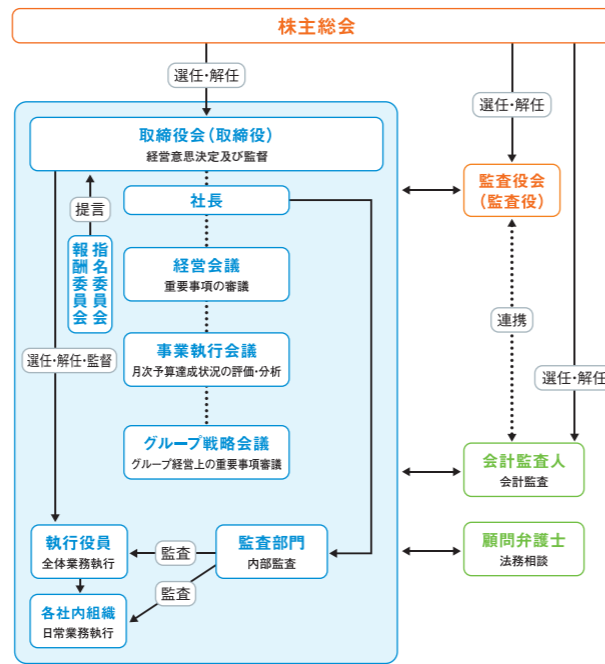 株主総会
選任・解任
選任・解任
取締役会(取締役)
経営意思決定及び監督
監査役会
(監査役)
社長
提言
指名委員会
報酬委員会
経営会議
重要事項の審議
連携
事業執行会議
月次予算達成状況の評価・分析
選任・解任・監督
選任・解任
グループ戦略会議
グループ経営上の重要事項審議
会計監査人
会計監査
執行役員
全体業務執行
監査
監査部門
内部監査
顧問弁護士
法務相談
監査
各社内組織
日常業務執行